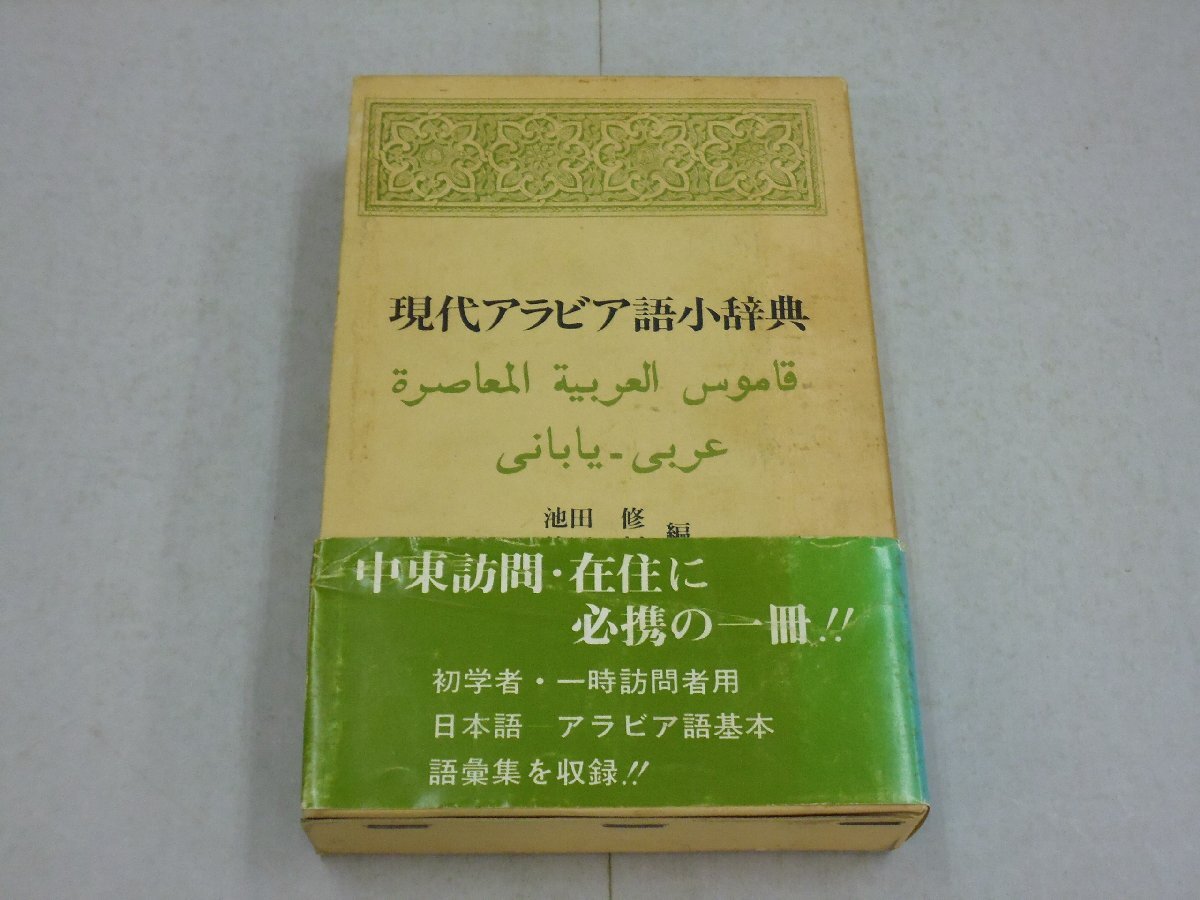 現代アラビア語小辞典
قاموس العربية المعاصرة
عربى - يابانى
池田 修
編
中東訪問・在住に
必携の一冊!!
初学者・一時訪問者用
日本語―アラビア語基本
語彙集を収録!!